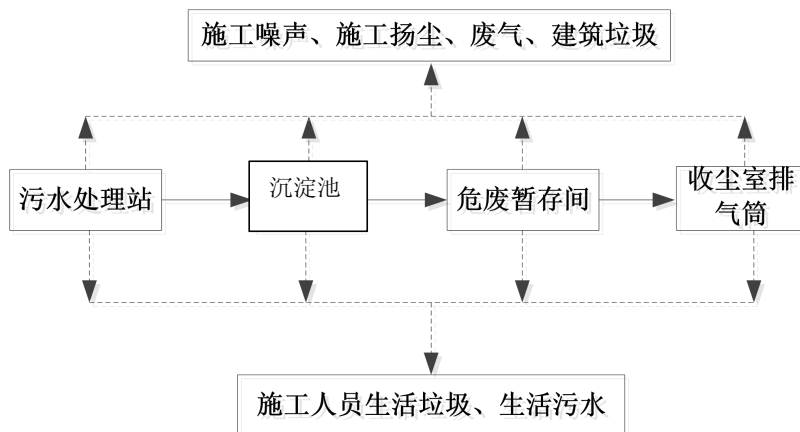 施工噪声、施工扬尘、废气、建筑垃圾
污水处理站
沉淀池
危废暂存间
收尘室排
气筒
施工人员生活垃圾、生活污水